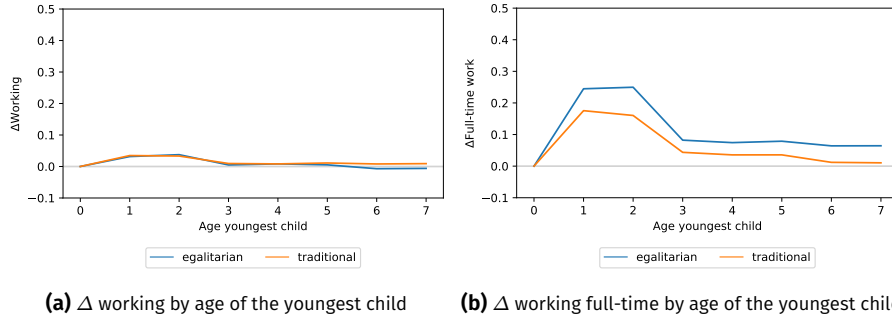 0.5
0.4
0.3
0.2
0.1
0.0
−0.1
ΔWorking
0 1 2 3 4 5 6 7
Age youngest child
egalitarian traditional
(a) Δ working by age of the youngest child
0.5
0.4
0.3
0.2
0.1
0.0
−0.1
ΔFull-time work
0 1 2 3 4 5 6 7
Age youngest child
egalitarian traditional
(b) Δ working full-time by age of the youngest chil